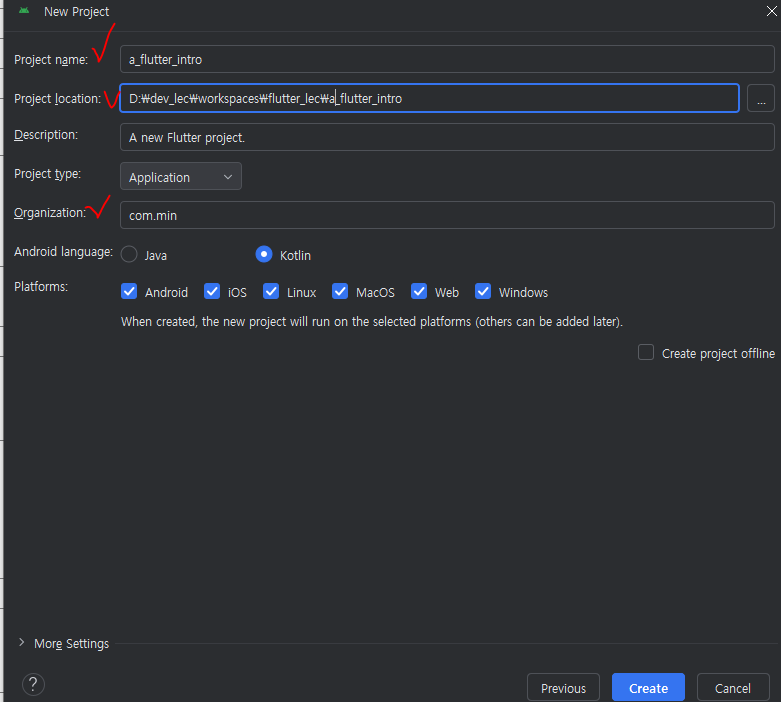 New Project
Project name: a_flutter_intro
Project location: D:₩dev_lec₩workspaces₩flutter_lec₩a_flutter_intro ...
Description: A new Flutter project.
Project type: Application
Organization: com.min
Android language: Java Kotlin
Platforms: Android iOS Linux MacOS Web Windows
When created, the new project will run on the selected platforms (others can be added later).
Create project offline
More Settings
? Previous Create Cancel